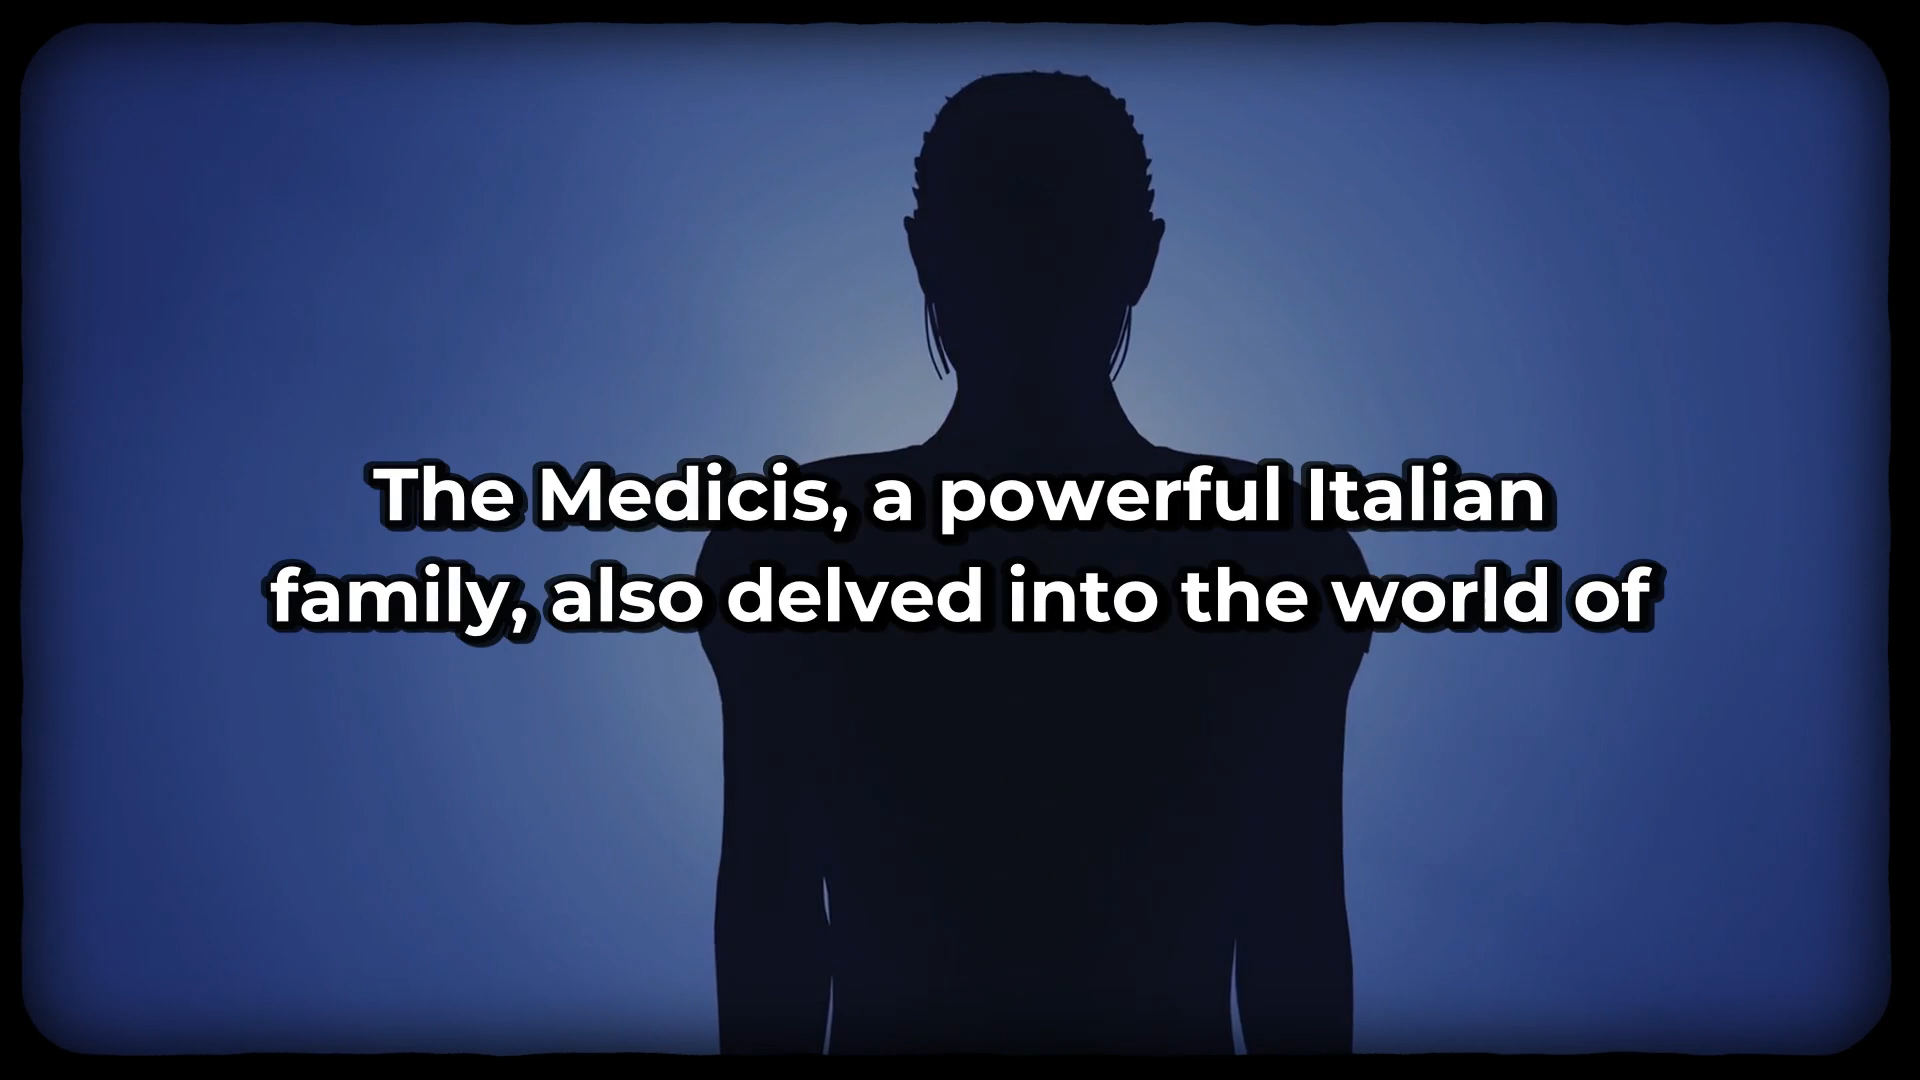 The Medicis, a powerful Italian
family, also delved into the world of